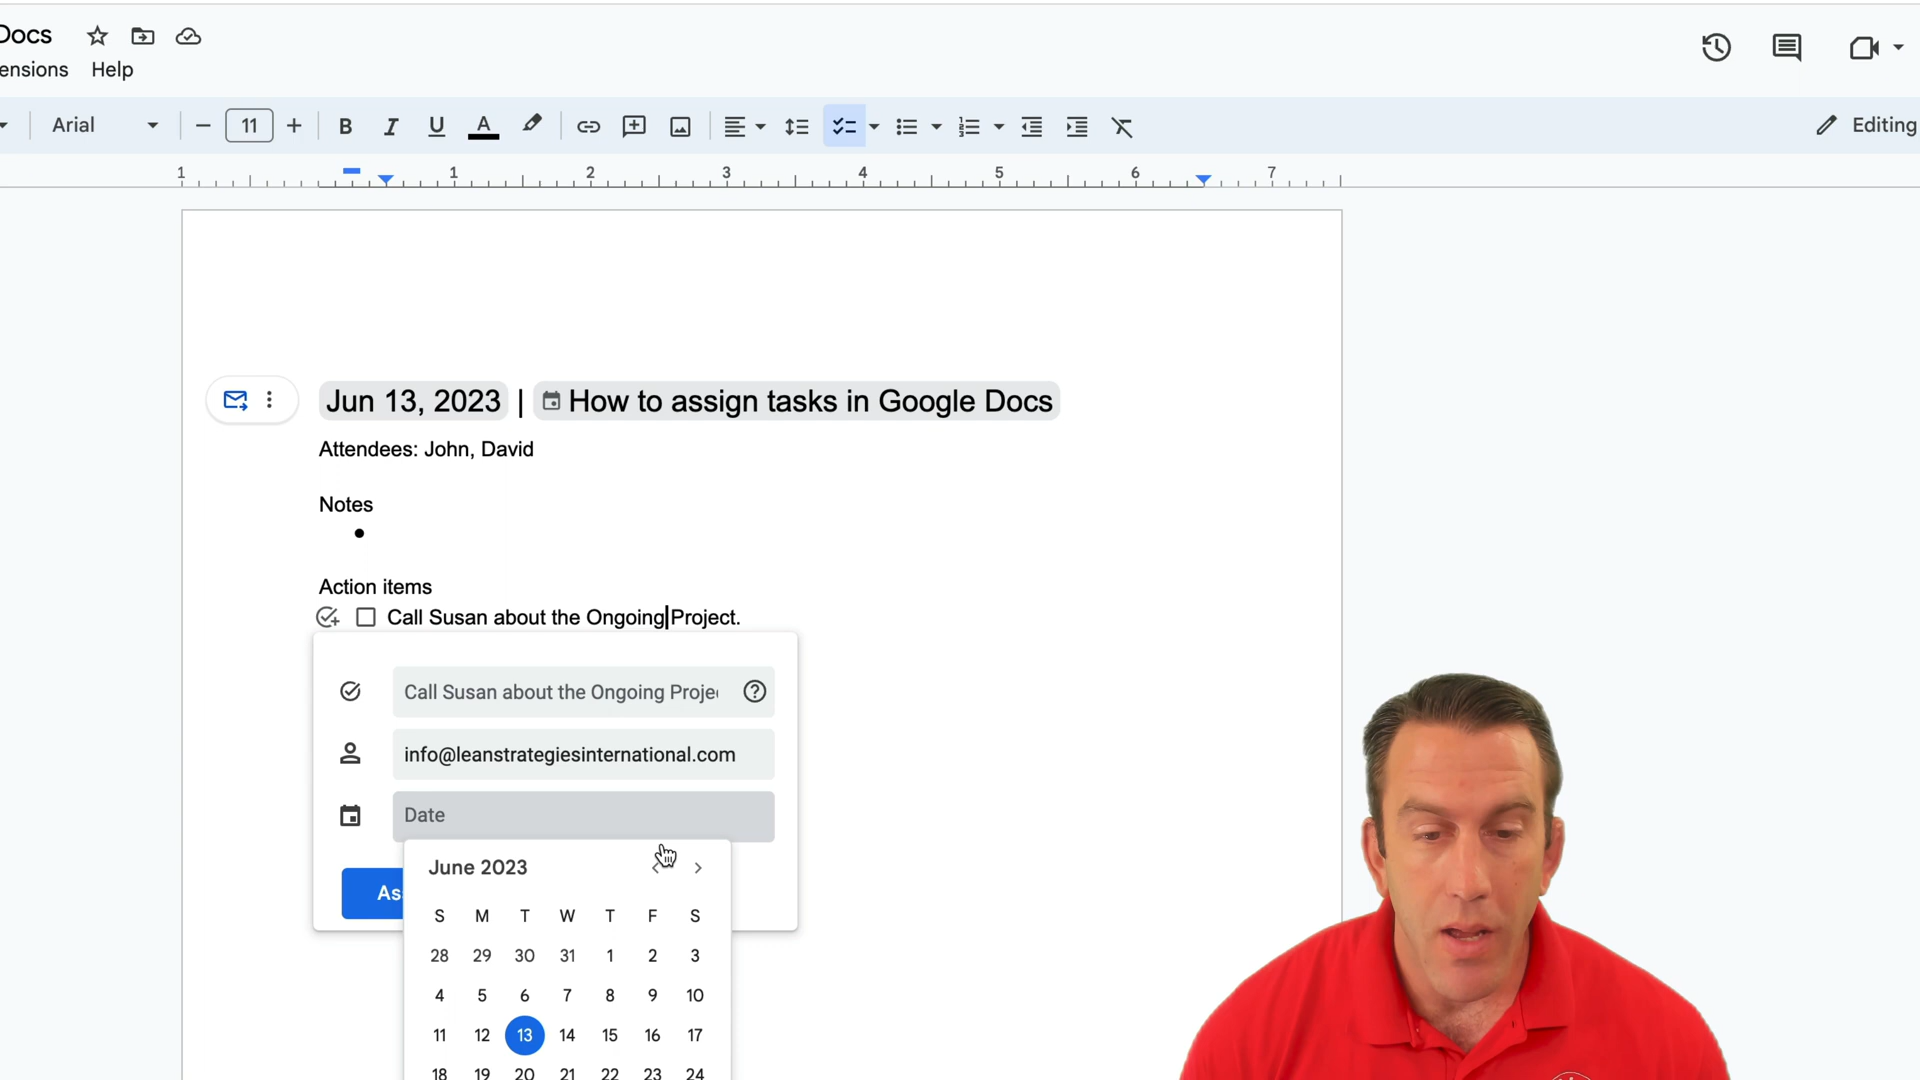 Docs
ensions Help
Arial 11 B I U A Editing
1 1 2 3 4 5 6 7
Jun 13, 2023 | How to assign tasks in Google Docs
Attendees: John, David
Notes
Action items
Call Susan about the Ongoing Project.
Call Susan about the Ongoing Projec
info@leanstrategiesinternational.com
Date
June 2023
As
S M T W T F S
28 29 30 31 1 2 3
4 5 6 7 8 9 10
11 12 13 14 15 16 17
18 19 20 21 22 23 24